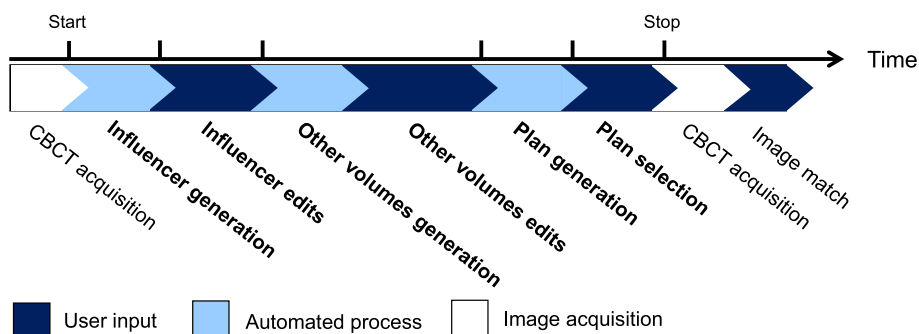 Start
Stop
Time
CBCT acquisition
Influencer generation
Influencer edits
Other volumes generation
Other volumes edits
Plan generation
Plan selection
CBCT acquisition
Image match
User input
Automated process
Image acquisition